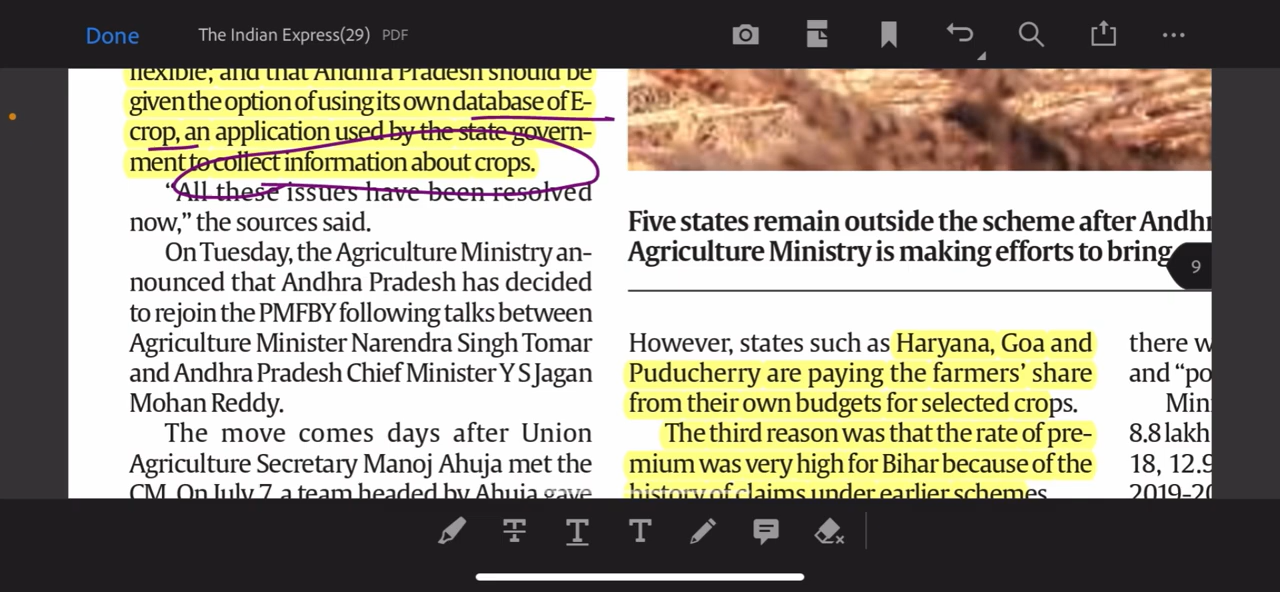 Done
The Indian Express(29) PDF
flexible; and that Andhra Pradesh should be
given the option of using its own database of E-
crop, an application used by the state govern-
ment to collect information about crops.
“All these issues have been resolved
now,” the sources said.
On Tuesday, the Agriculture Ministry an-
nounced that Andhra Pradesh has decided
to rejoin the PMFBY following talks between
Agriculture Minister Narendra Singh Tomar
and Andhra Pradesh Chief Minister Y S Jagan
Mohan Reddy.
The move comes days after Union
Agriculture Secretary Manoj Ahuja met the
CM. On July 7, a team headed by Ahuja gave
Five states remain outside the scheme after Andhr
Agriculture Ministry is making efforts to bring
9
However, states such as Haryana, Goa and
Puducherry are paying the farmers’ share
from their own budgets for selected crops.
The third reason was that the rate of pre-
mium was very high for Bihar because of the
history of claims under earlier schemes
there w
and “po
Min
8.8 lakh
18, 12.9
2019-20